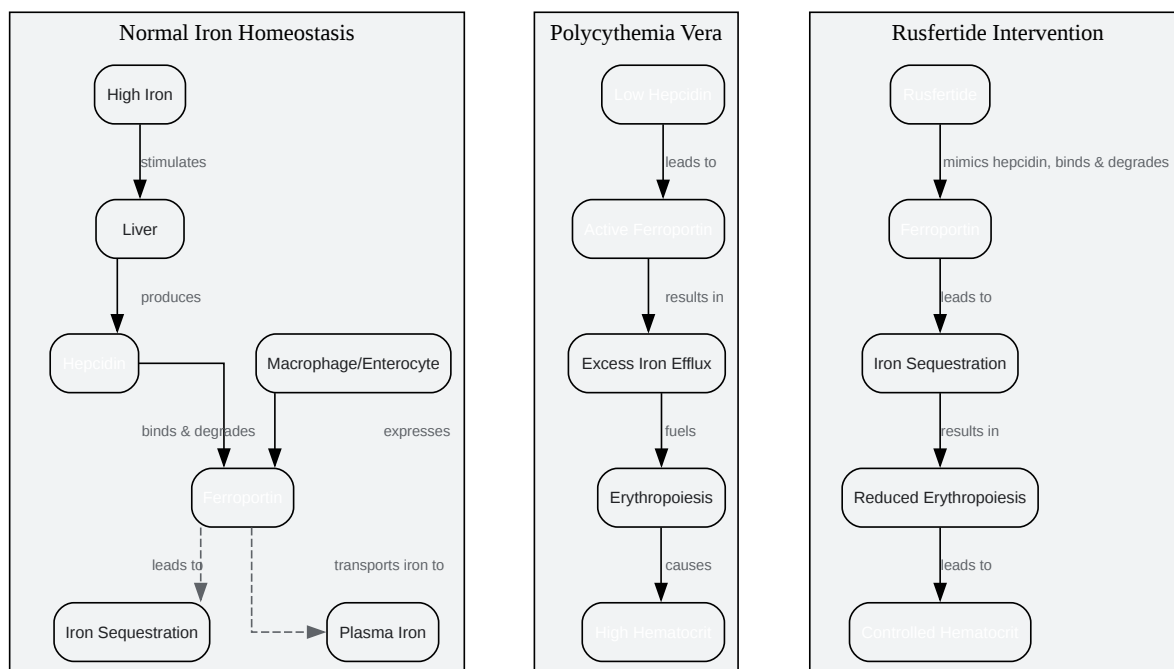 Normal Iron Homeostasis
High Iron
stimulates
Liver
produces
Hepcidin
Macrophage/Enterocyte
binds & degrades
expresses
Ferroportin
leads to
transports iron to
Iron Sequestration
Plasma Iron
Polycythemia Vera
Low Hepcidin
leads to
Active Ferroportin
results in
Excess Iron Efflux
fuels
Erythropoiesis
causes
High Hematocrit
Rusfertide Intervention
Rusfertide
mimics hepcidin, binds & degrades
Ferroportin
leads to
Iron Sequestration
results in
Reduced Erythropoiesis
leads to
Controlled Hematocrit